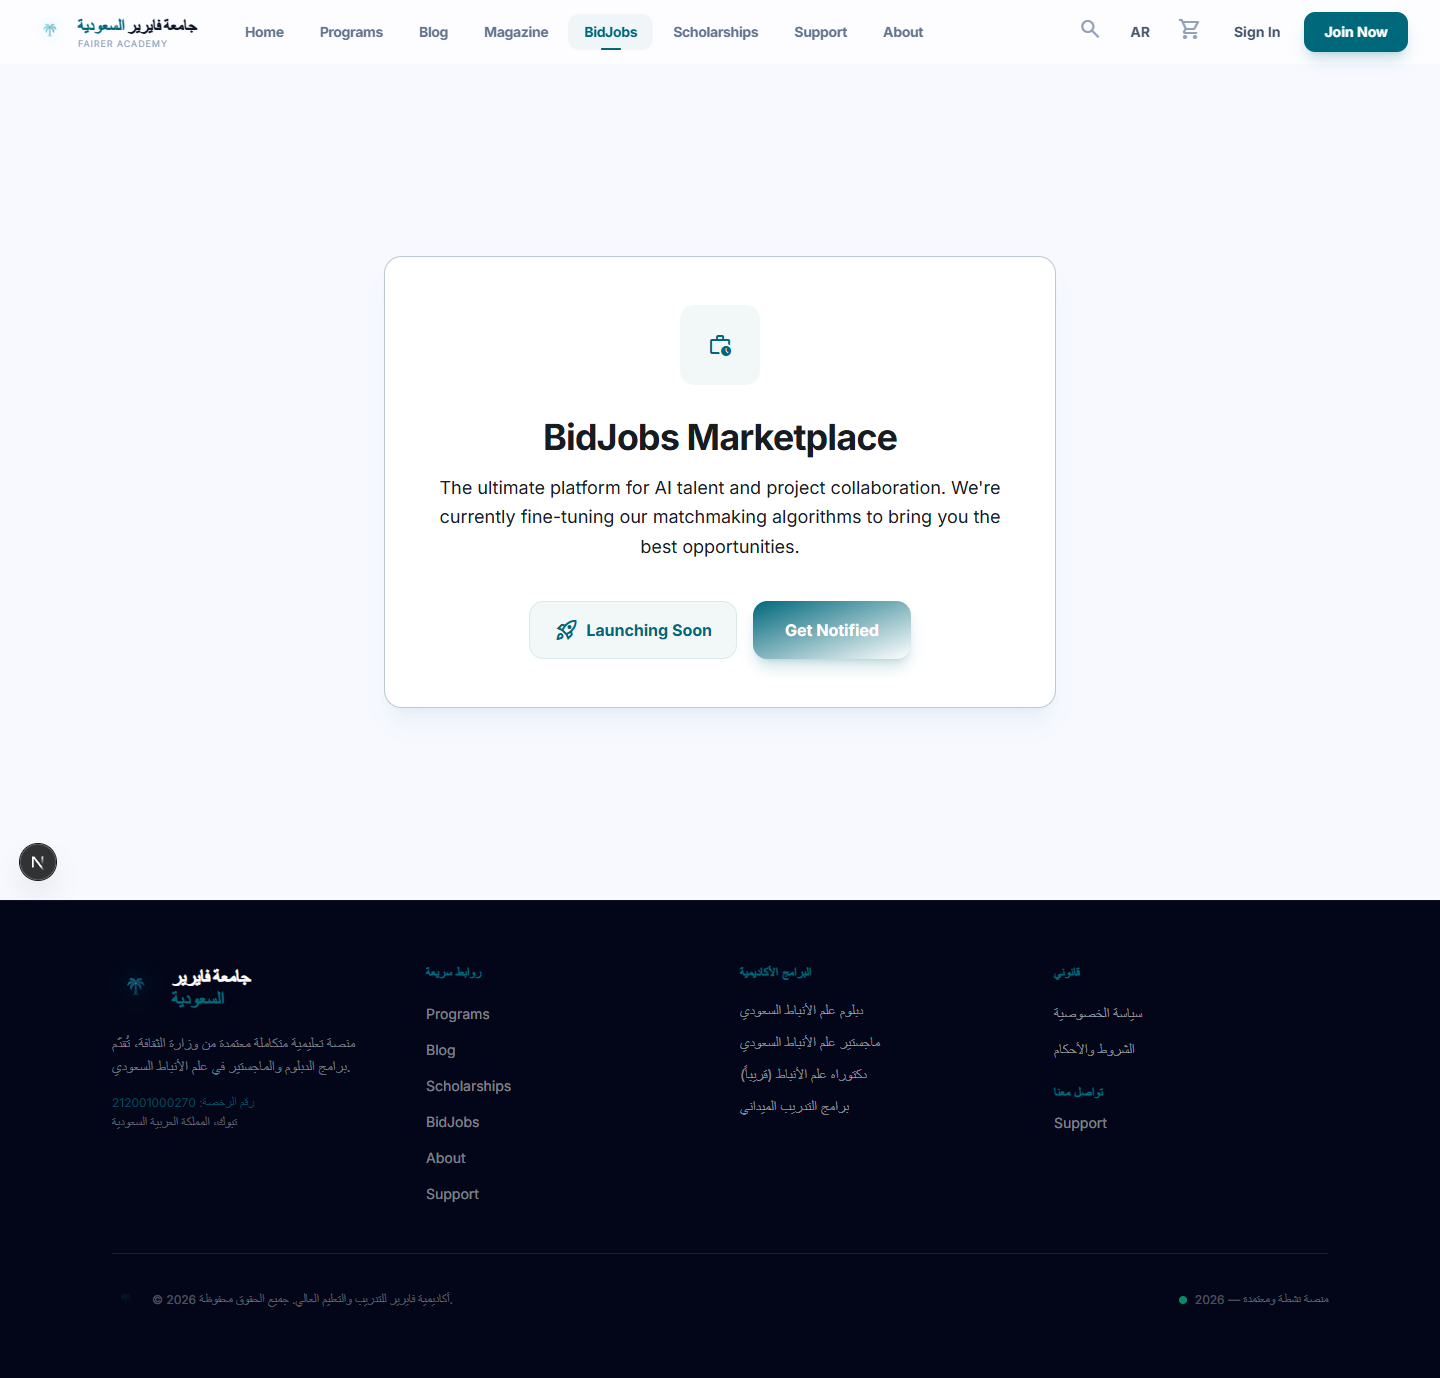 جامعة فايرير السعودية
FAIRER ACADEMY
Home
Programs
Blog
Magazine
BidJobs
Scholarships
Support
About
AR
Sign In
Join Now
BidJobs Marketplace
The ultimate platform for AI talent and project collaboration. We're
currently fine-tuning our matchmaking algorithms to bring you the
best opportunities.
Launching Soon
Get Notified
N
جامعة فايرير
السعودية
منصة تعليمية متكاملة معتمدة من وزارة الثقافة، تُقدّم
برامج الدبلوم والماجستير في علم الأنباط السعودي.
رقم الرخصة: 212001000270
تبوك، المملكة العربية السعودية
روابط سريعة
Programs
Blog
Scholarships
BidJobs
About
Support
البرامج الأكاديمية
دبلوم علم الأنباط السعودي
ماجستير علم الأنباط السعودي
دكتوراه علم الأنباط (قريباً)
برامج التدريب الميداني
قانوني
سياسة الخصوصية
الشروط والأحكام
تواصل معنا
Support
© 2026 أكاديمية فايرير للتدريب والتعليم العالي. جميع الحقوق محفوظة.
منصة نشطة ومعتمدة — 2026